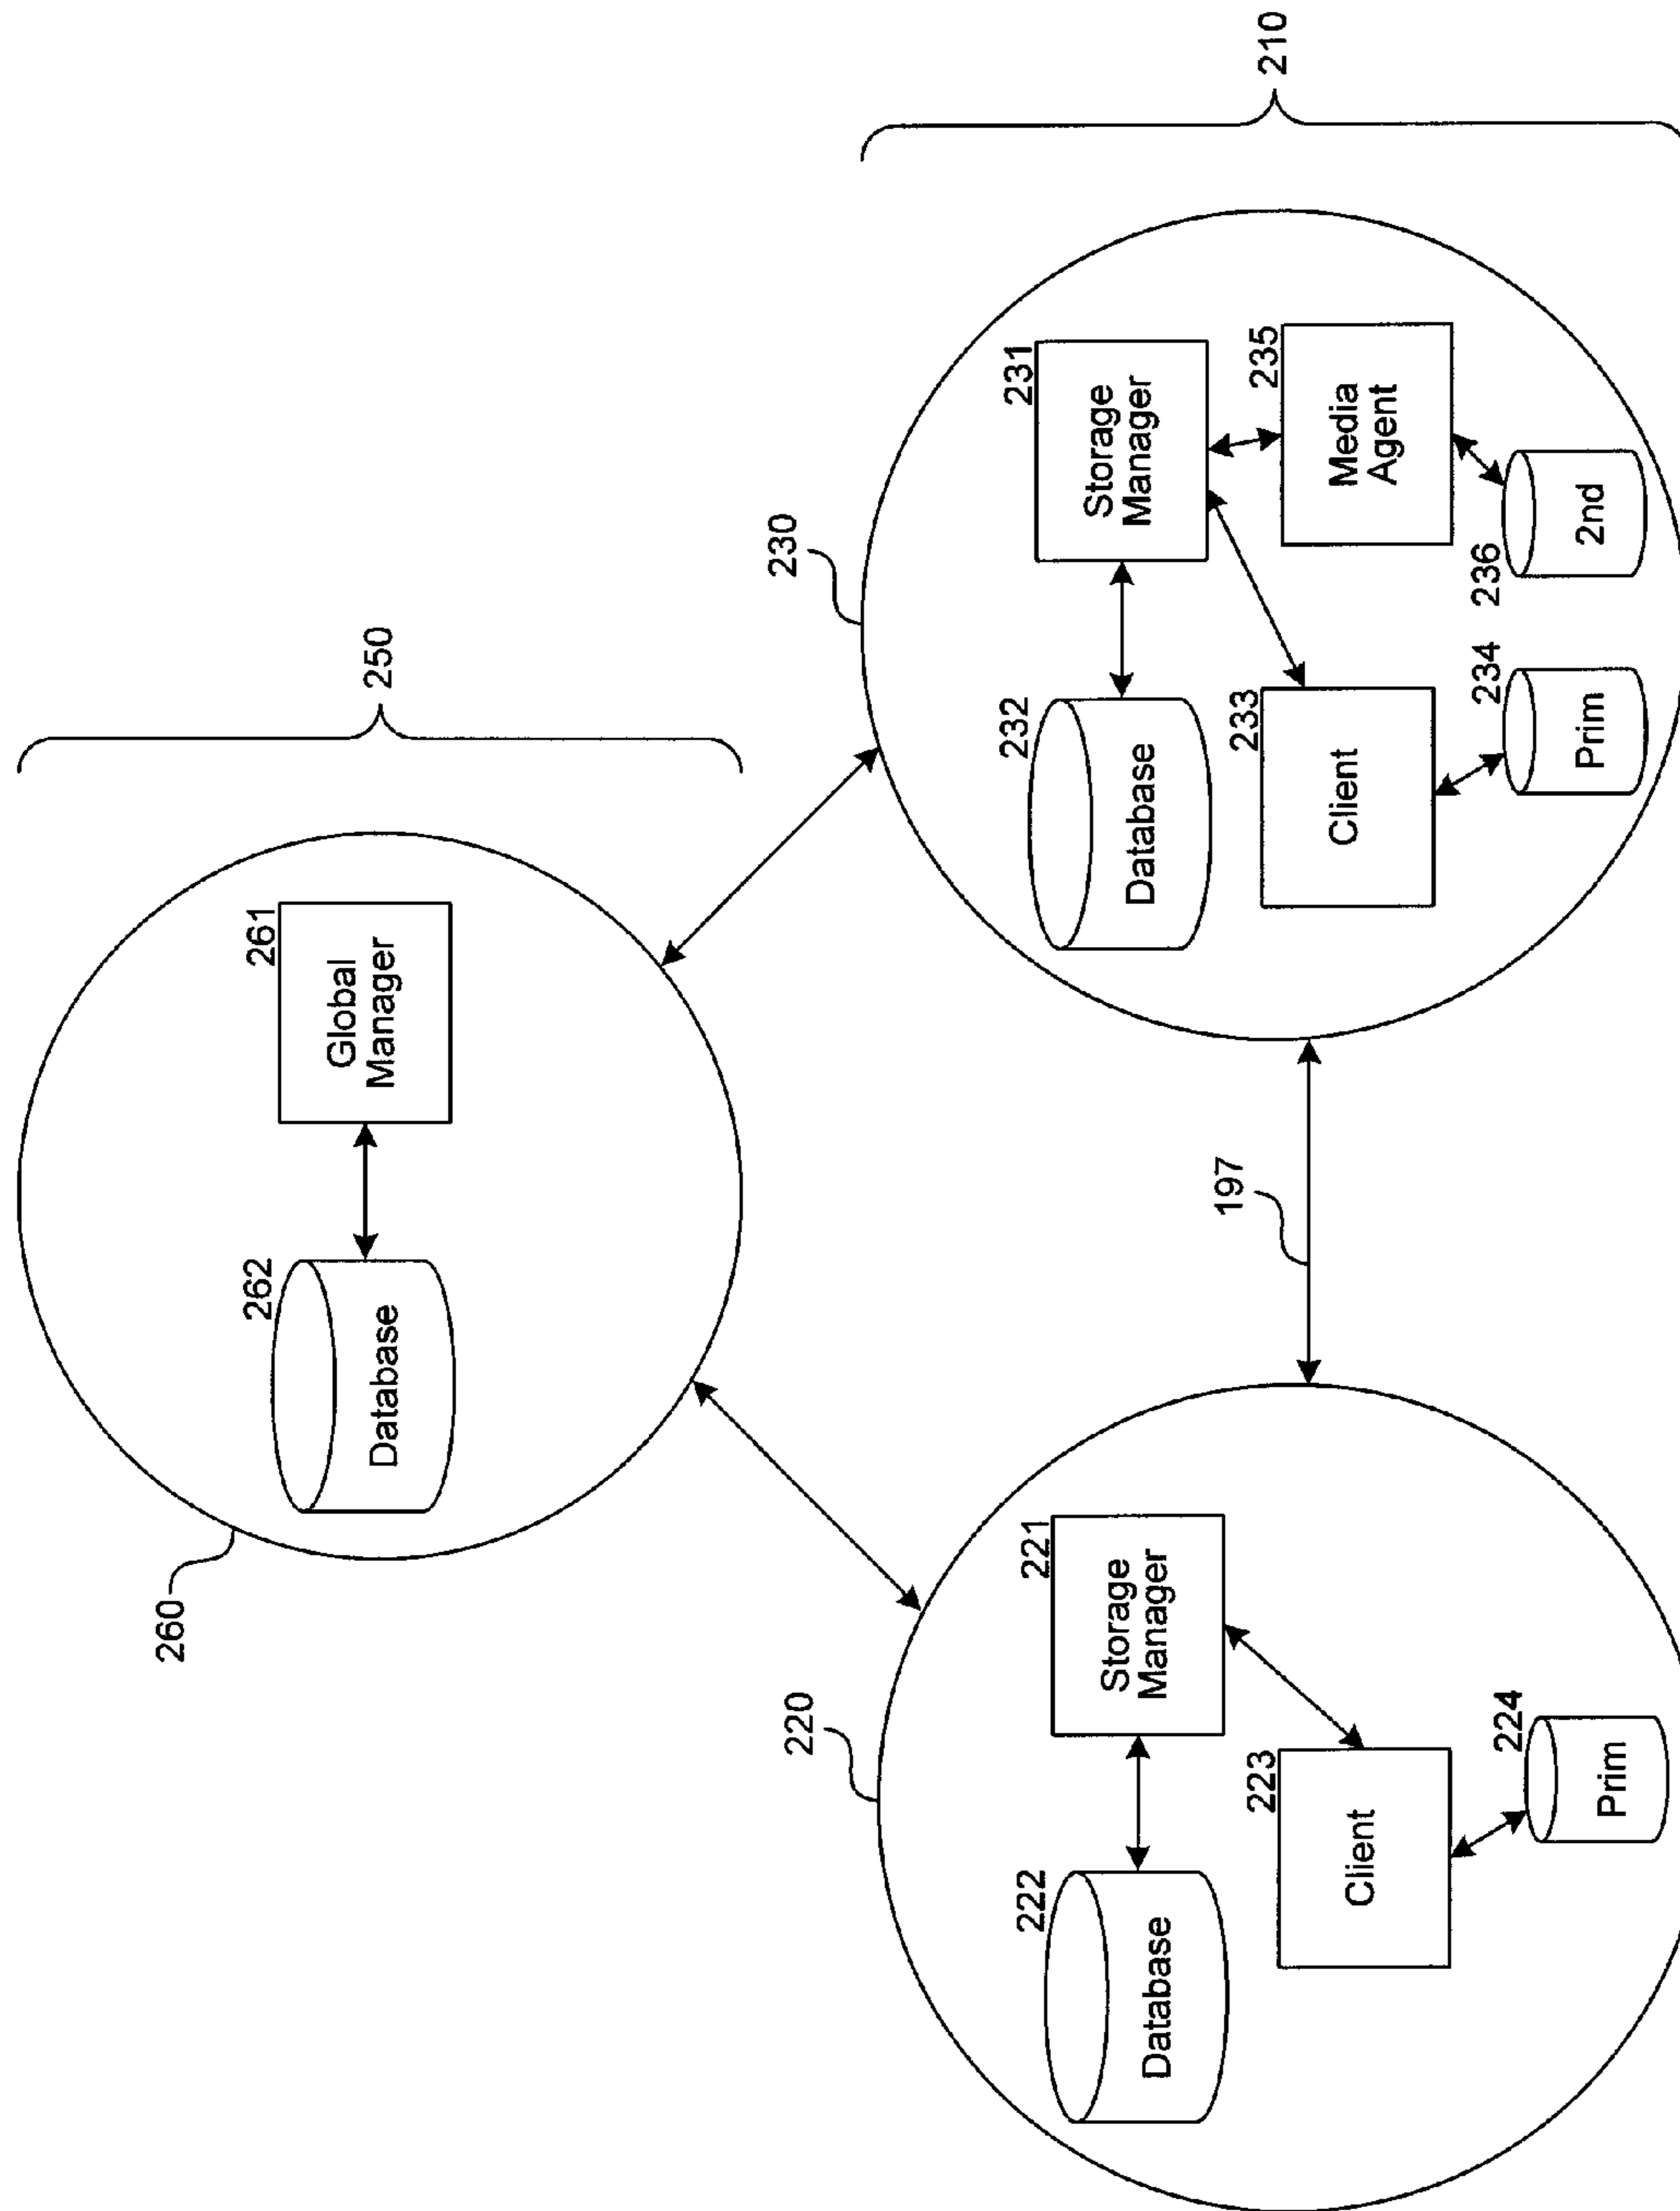 250
260
262
Database
261
Global
Manager
220
222
Database
221
Storage
Manager
223
Client
224
Prim
197
230
232
Database
231
Storage
Manager
233
Client
235
Media
Agent
234
Prim
236
2nd
210